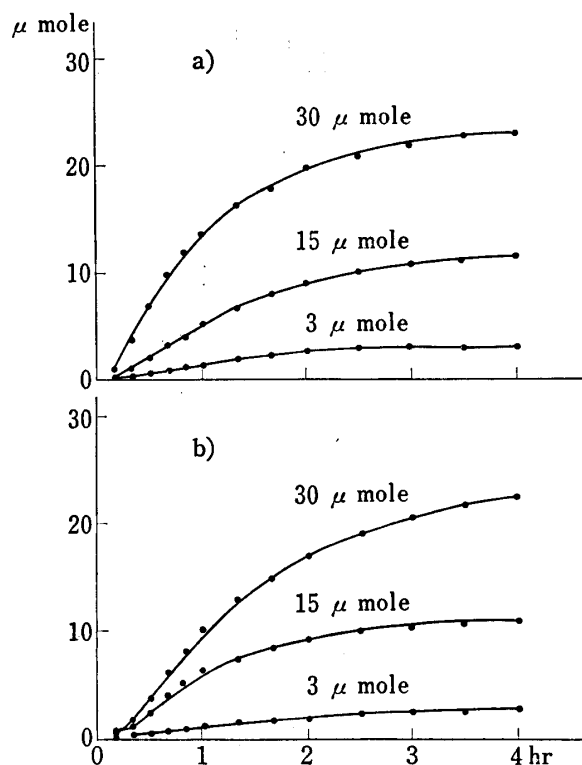 μ mole
30
a)
30 μ mole
20
15 μ mole
10
3 μ mole
0
30
b)
30 μ mole
20
15 μ mole
10
3 μ mole
0
0 1 2 3 4 hr